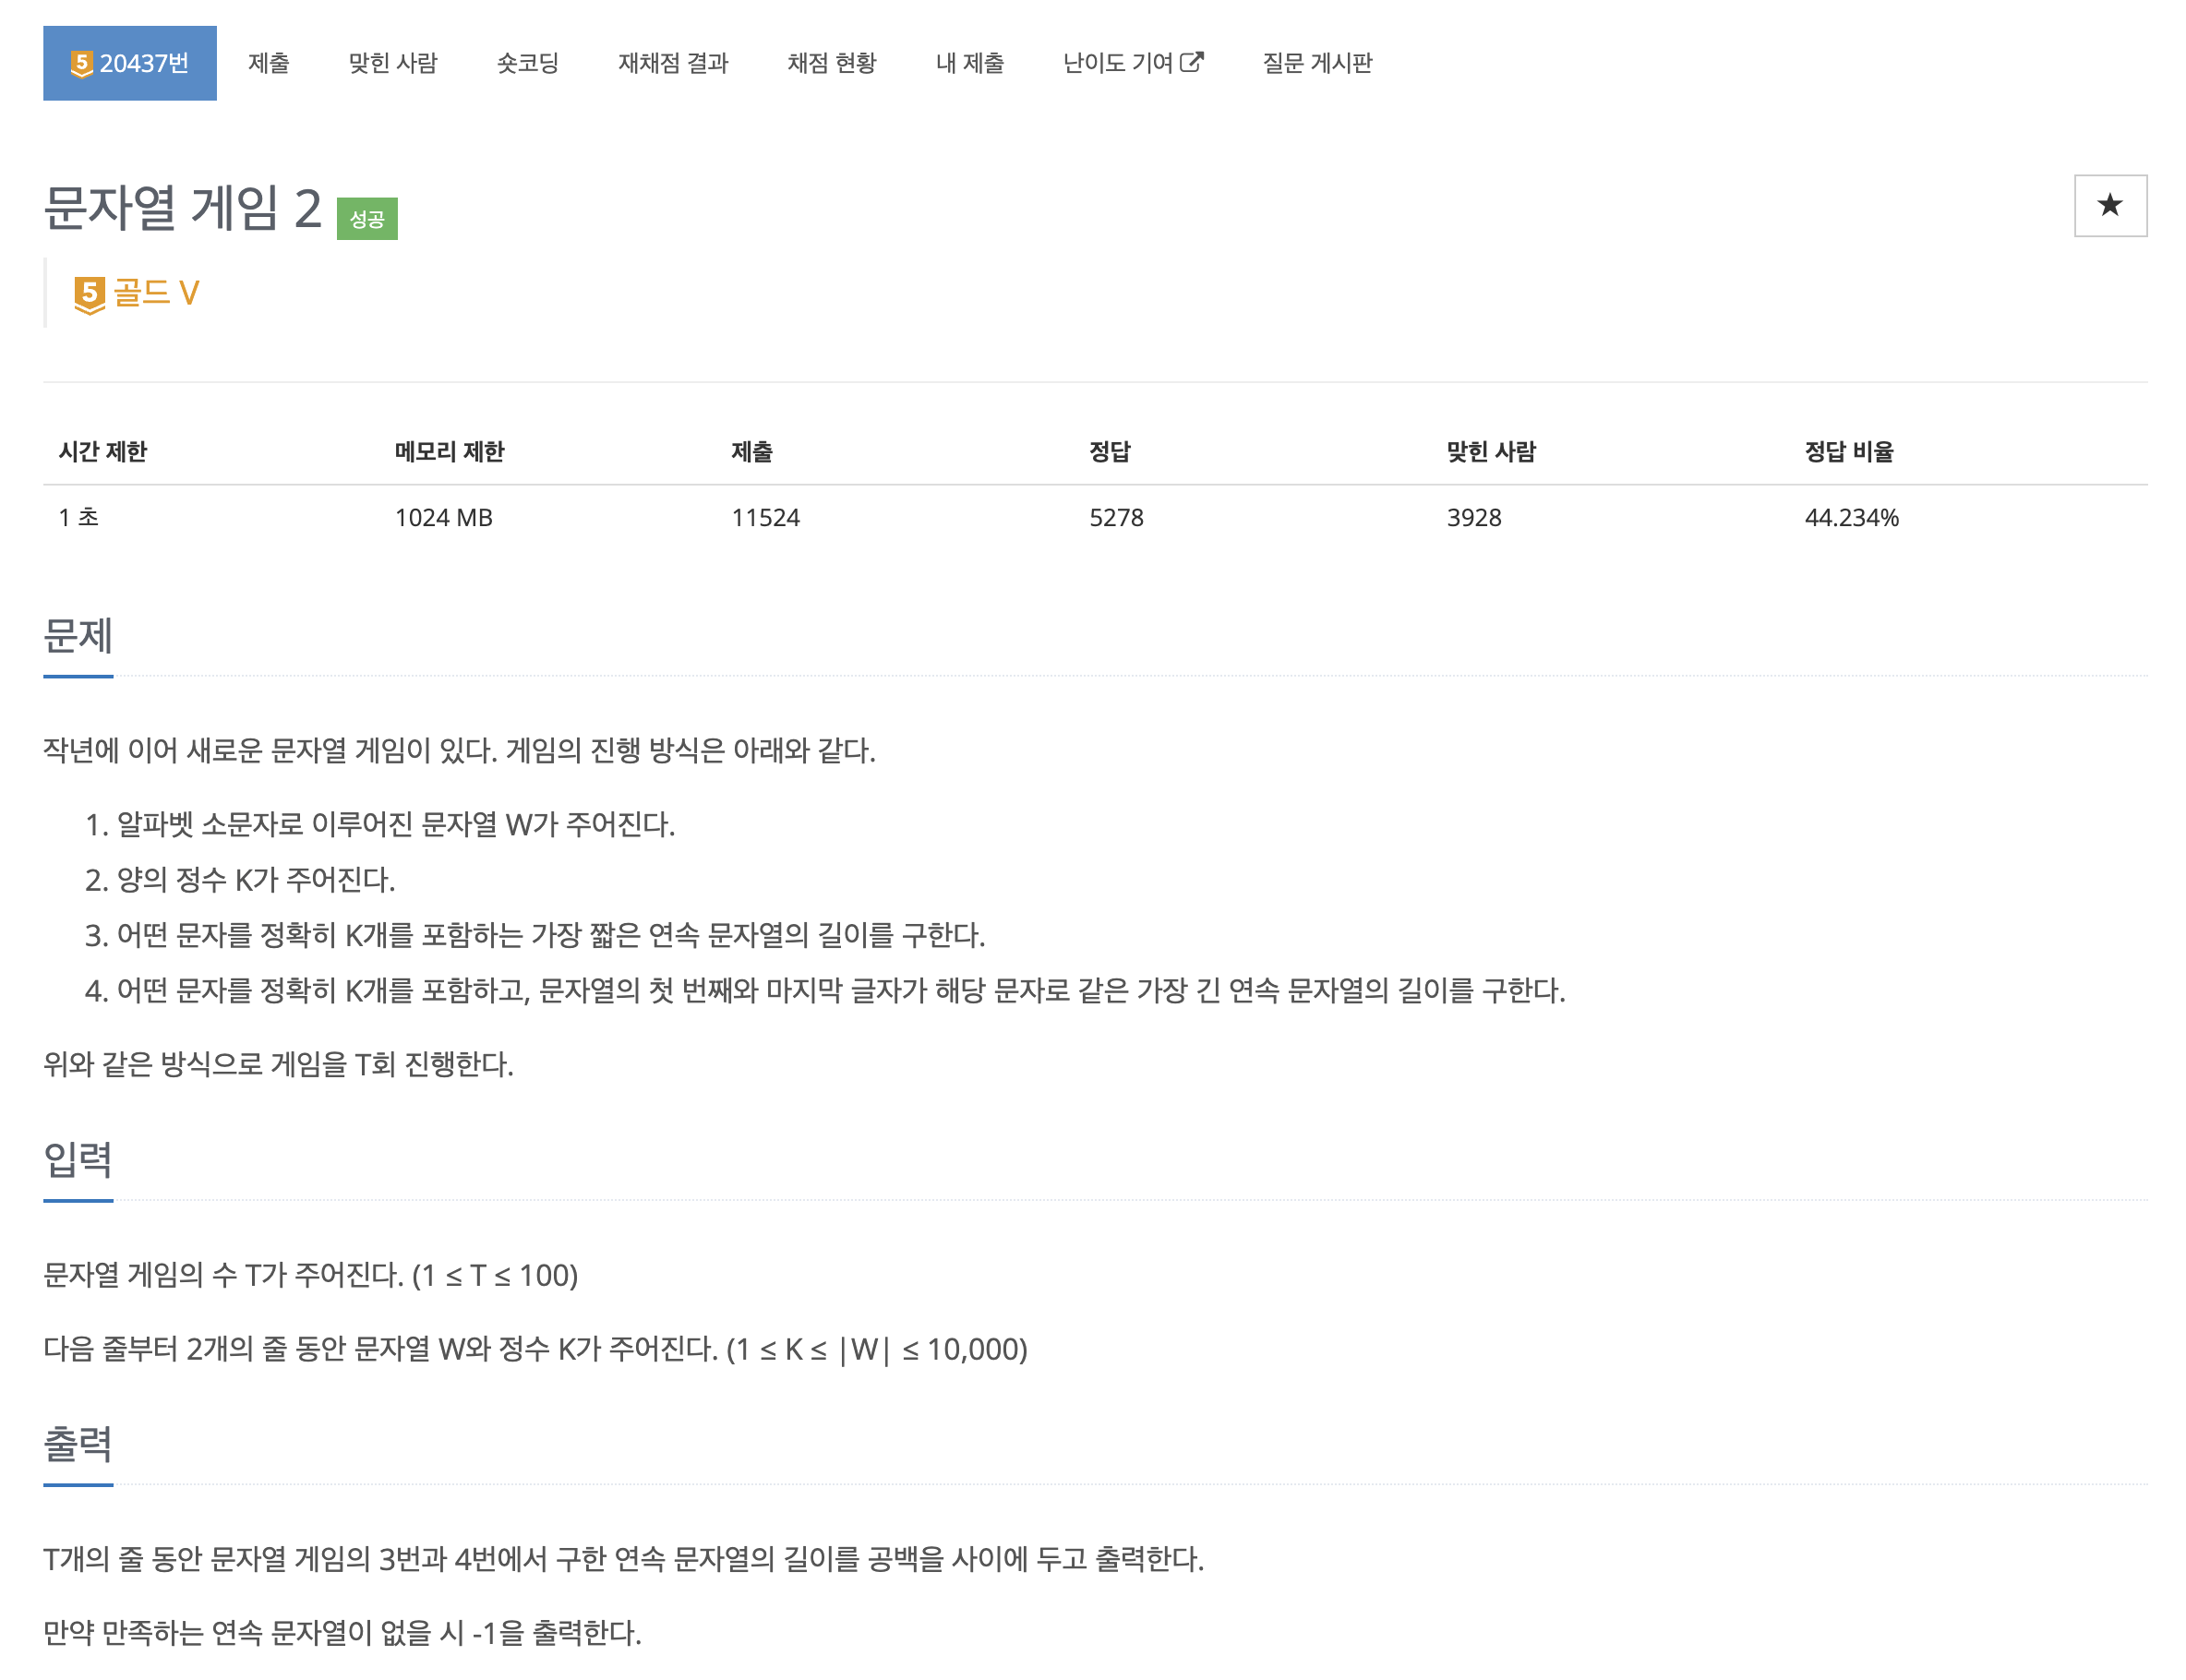 5 20437번 제출 맞힌 사람 숏코딩 재채점 결과 채점 현황 내 제출 난이도 기여 질문 게시판
문자열 게임 2 성공
5 골드 V
시간 제한 메모리 제한 제출 정답 맞힌 사람 정답 비율
1 초 1024 MB 11524 5278 3928 44.234%
문제
작년에 이어 새로운 문자열 게임이 있다. 게임의 진행 방식은 아래와 같다.
1. 알파벳 소문자로 이루어진 문자열 W가 주어진다.
2. 양의 정수 K가 주어진다.
3. 어떤 문자를 정확히 K개를 포함하는 가장 짧은 연속 문자열의 길이를 구한다.
4. 어떤 문자를 정확히 K개를 포함하고, 문자열의 첫 번째와 마지막 글자가 해당 문자로 같은 가장 긴 연속 문자열의 길이를 구한다.
위와 같은 방식으로 게임을 T회 진행한다.
입력
문자열 게임의 수 T가 주어진다. (1 ≤ T ≤ 100)
다음 줄부터 2개의 줄 동안 문자열 W와 정수 K가 주어진다. (1 ≤ K ≤ |W| ≤ 10,000)
출력
T개의 줄 동안 문자열 게임의 3번과 4번에서 구한 연속 문자열의 길이를 공백을 사이에 두고 출력한다.
만약 만족하는 연속 문자열이 없을 시 -1을 출력한다.